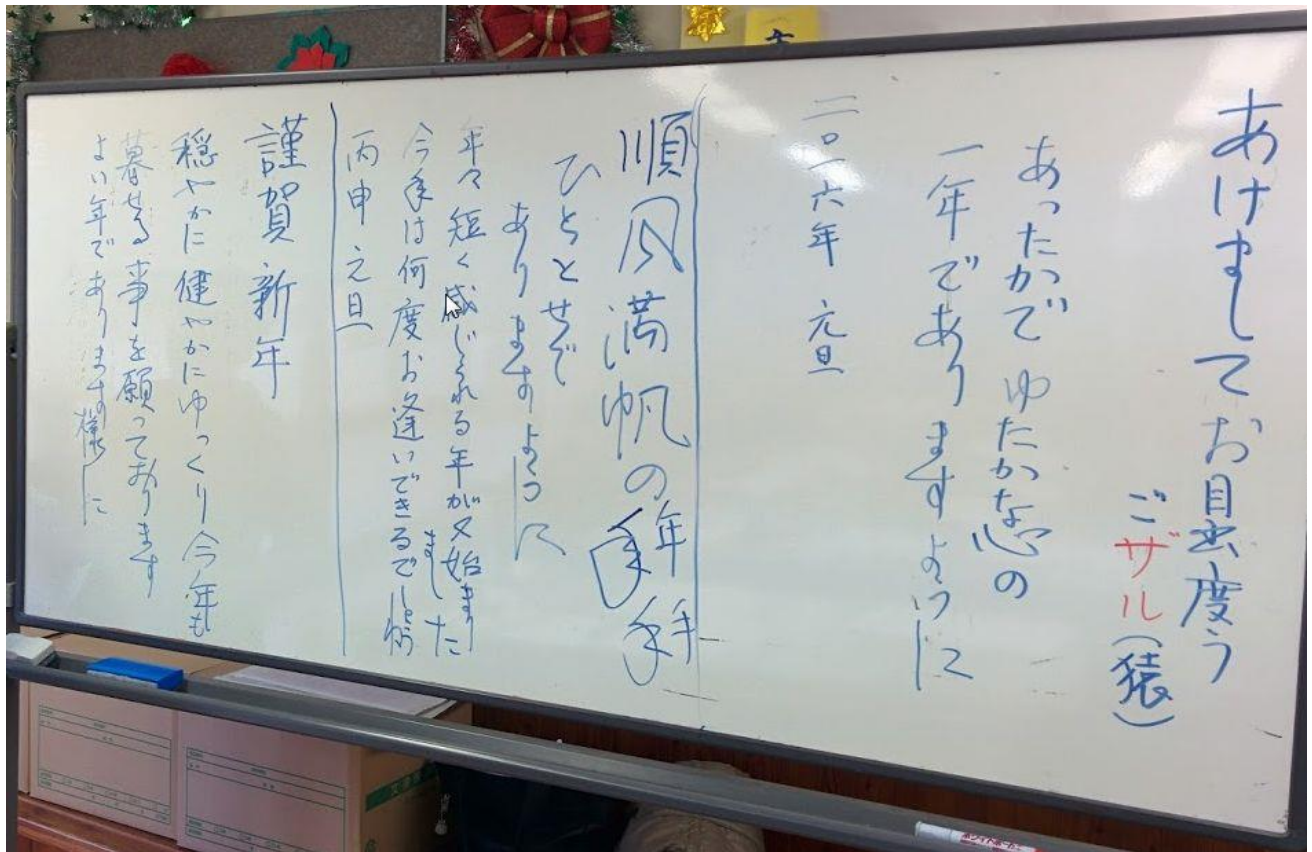 あけましてお目出度う
ごザル(猿)
あったかでゆたかな心の
一年でありますように
二〇一六年 元旦
順風満帆の年
ひととせで
ありますように
年々短く感じられる年が又始まり
ました
今年は何度お逢いできるでしょうか
丙申元旦
謹賀新年
穏やかに健やかにゆっくり今年も
暮せる事を願っております
よい年であります様に